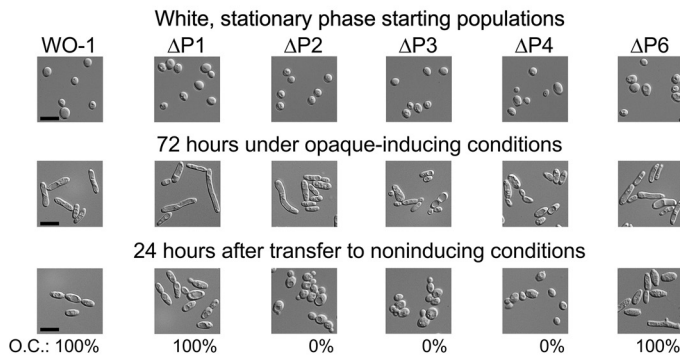 White, stationary phase starting populations
WO-1 ΔP1 ΔP2 ΔP3 ΔP4 ΔP6
72 hours under opaque-inducing conditions
24 hours after transfer to noninducing conditions
O.C.: 100% 100% 0% 0% 0% 100%